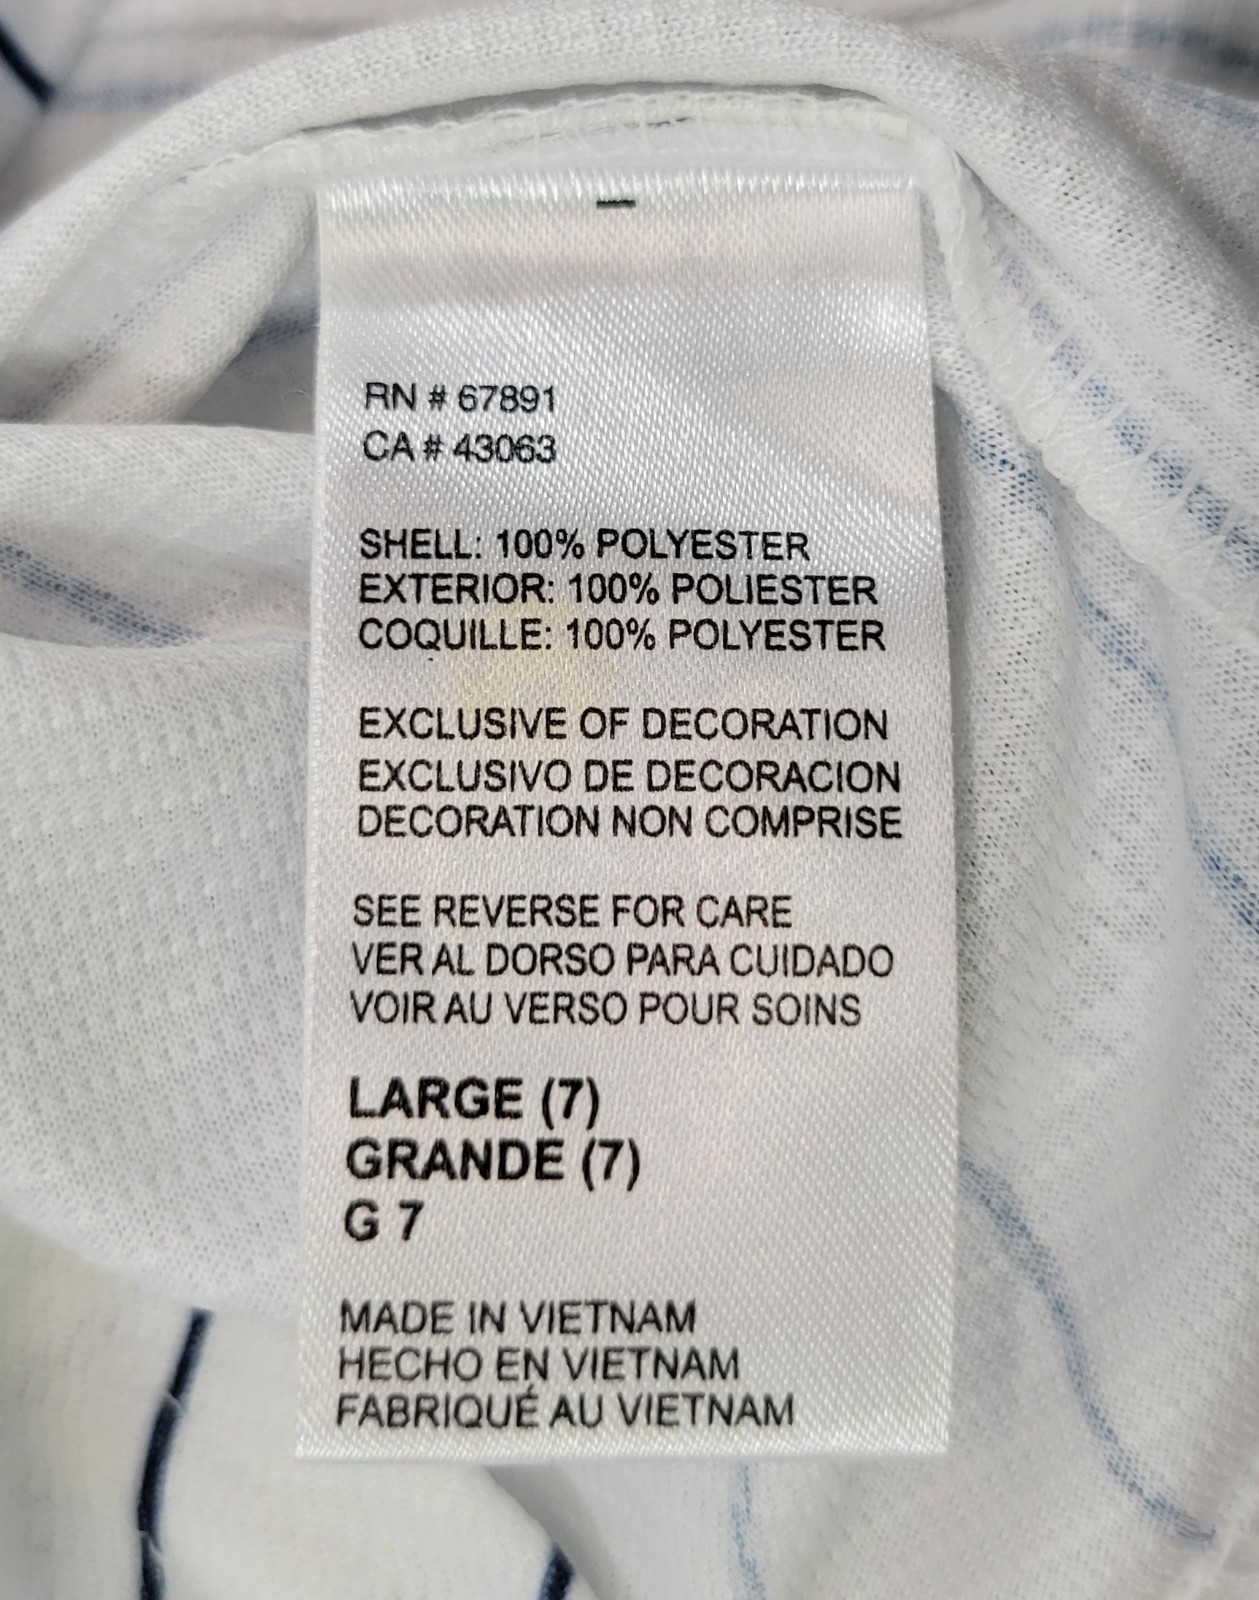 RN # 67891
CA # 43063
SHELL: 100% POLYESTER
EXTERIOR: 100% POLIESTER
COQUILLE: 100% POLYESTER
EXCLUSIVE OF DECORATION
EXCLUSIVO DE DECORACION
DECORATION NON COMPRISE
SEE REVERSE FOR CARE
VER AL DORSO PARA CUIDADO
VOIR AU VERSO POUR SOINS
LARGE (7)
GRANDE (7)
G 7
MADE IN VIETNAM
HECHO EN VIETNAM
FABRIQUÉ AU VIETNAM